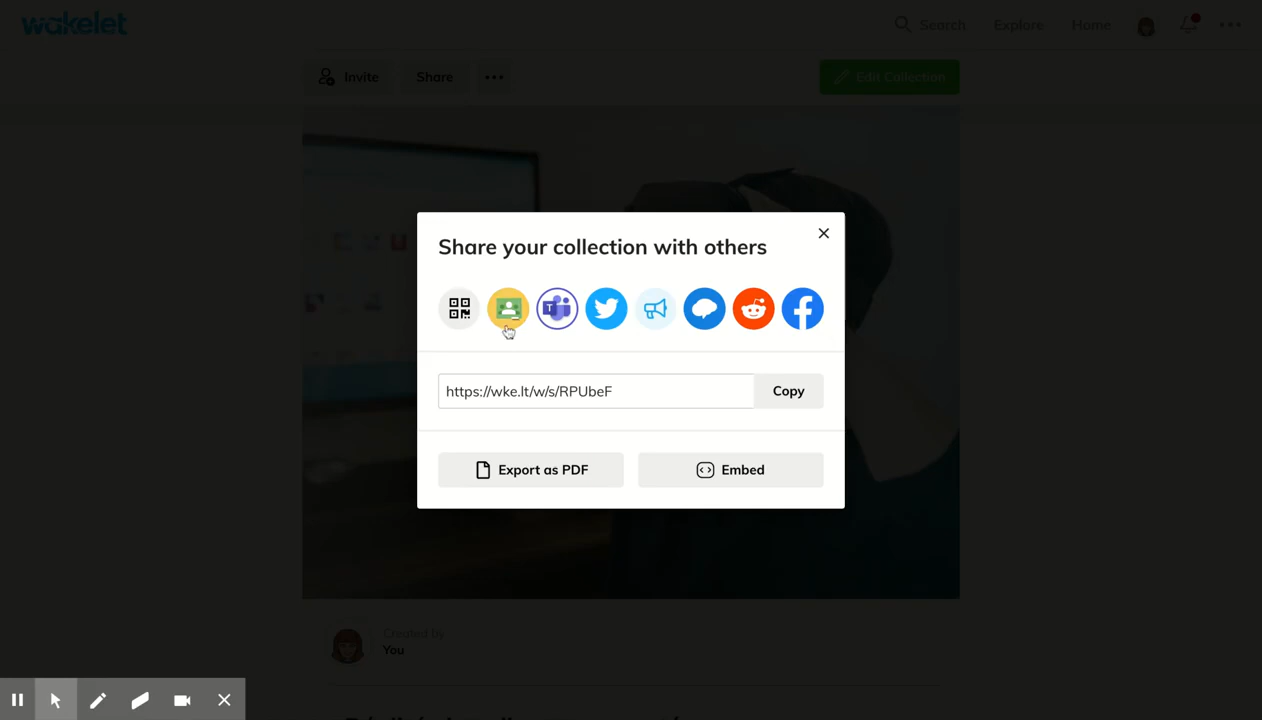 wakelet
Search
Explore
Home
Invite
Share
Edit Collection
Share your collection with others
https://wke.lt/w/s/RPUbeF
Copy
Export as PDF
Embed
Created by
You